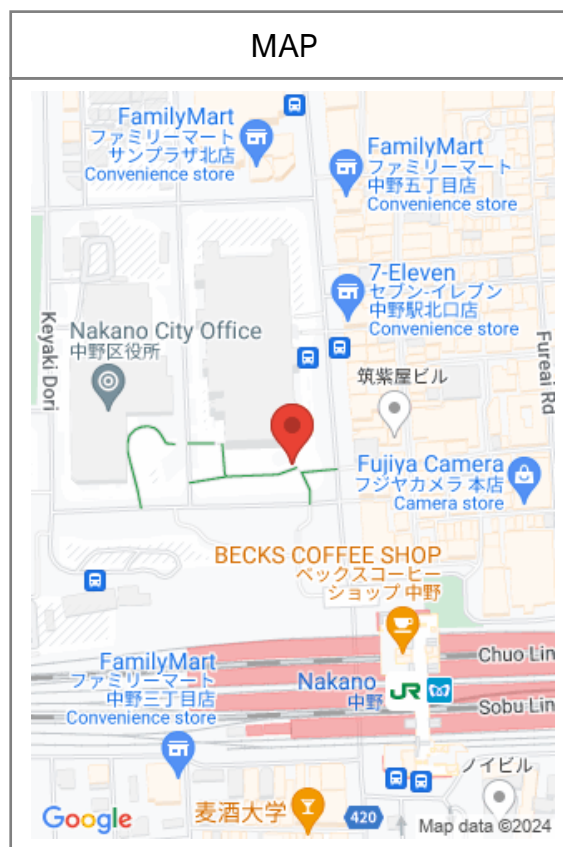 MAP
FamilyMart
ファミリーマート
サンプラザ北店
Convenience store
FamilyMart
ファミリーマート
中野五丁目店
Convenience store
7-Eleven
セブン-イレブン
中野駅北口店
Convenience store
Keyaki Dori
Nakano City Office
中野区役所
Fureai Rd
筑紫屋ビル
Fujiya Camera
フジヤカメラ 本店
Camera store
BECKS COFFEE SHOP
ベックスコーヒー
ショップ 中野
Chuo Lin
FamilyMart
ファミリーマート
中野三丁目店
Convenience store
Nakano
中野
JR
Sobu Lin
ノイビル
麦酒大学
420
Google
Map data ©2024